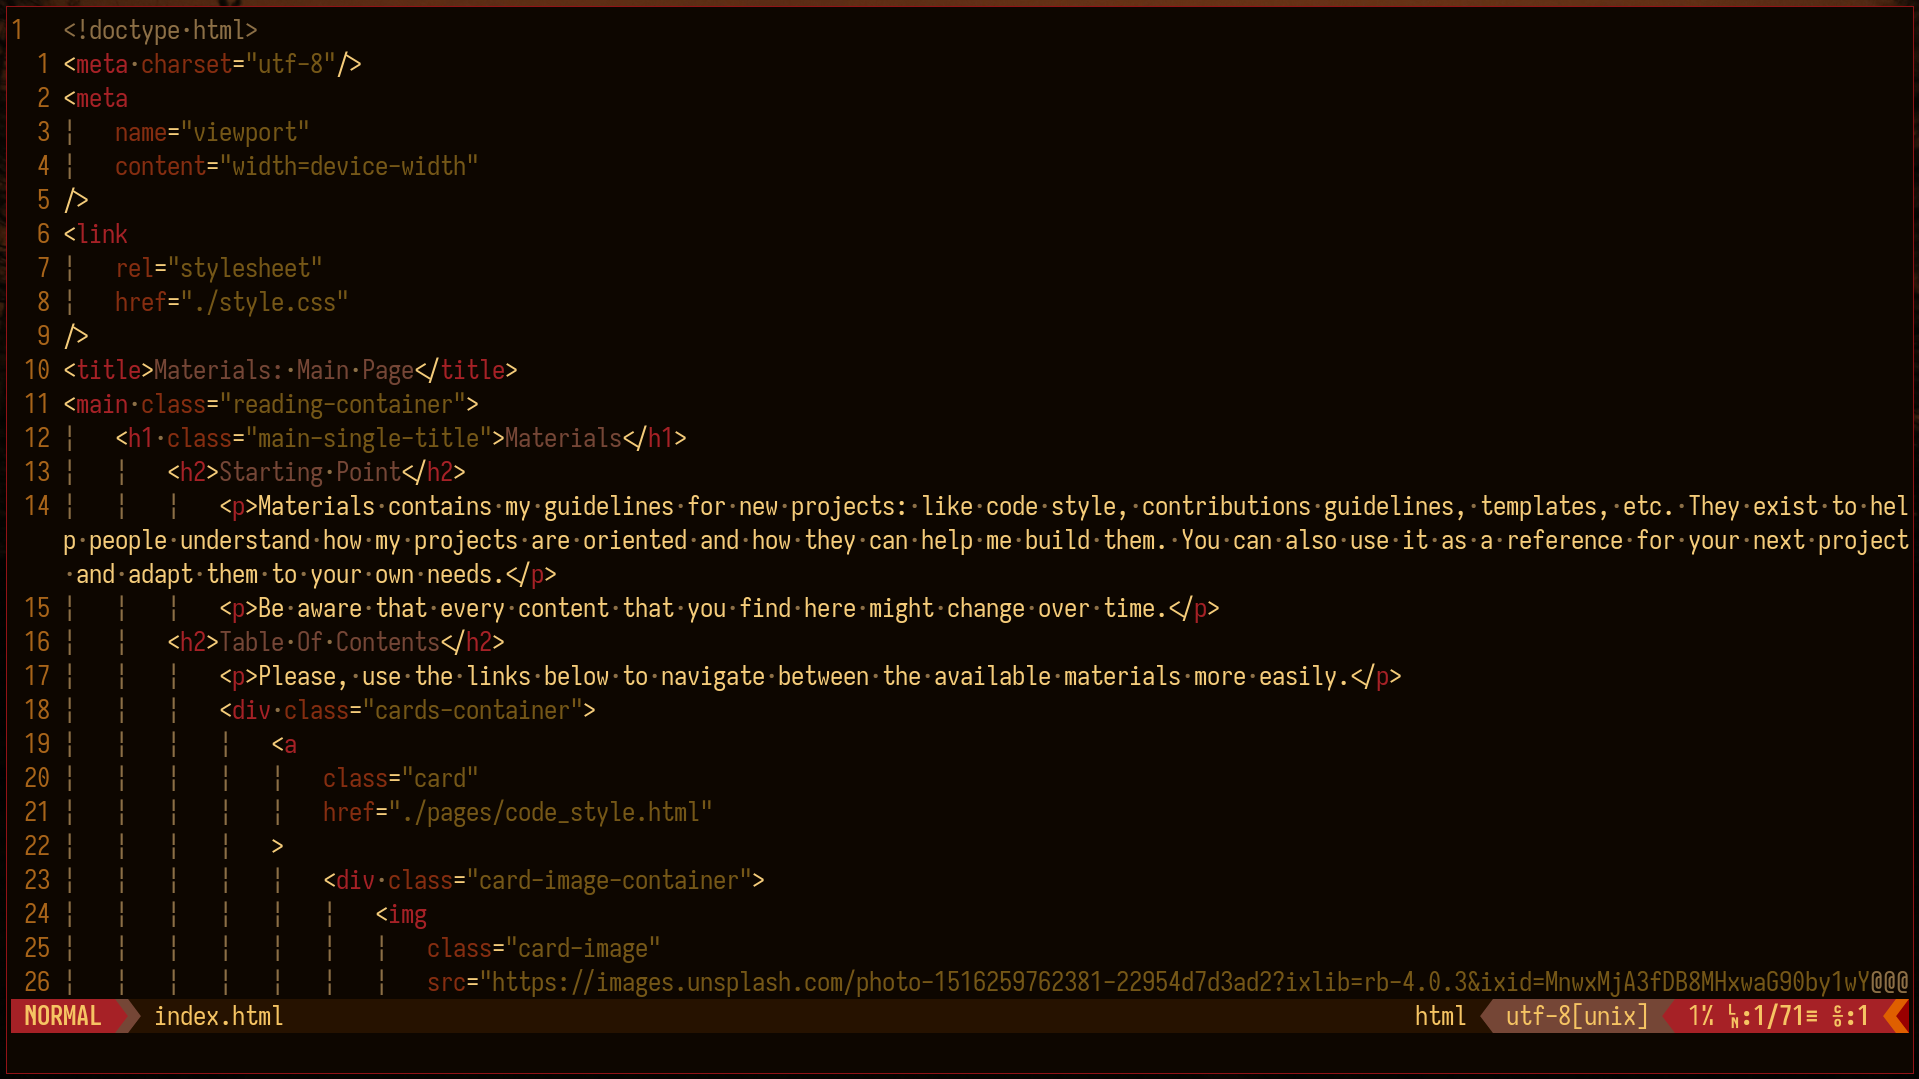 1   <!doctype·html>
  1 <meta·charset="utf-8"/>
  2 <meta
  3 ¦   name="viewport"
  4 ¦   content="width=device-width"
  5 />
  6 <link
  7 ¦   rel="stylesheet"
  8 ¦   href="./style.css"
  9 />
 10 <title>Materials:·Main·Page</title>
 11 <main·class="reading-container">
 12 ¦   <h1·class="main-single-title">Materials</h1>
 13 ¦   ¦   <h2>Starting·Point</h2>
 14 ¦   ¦   ¦   <p>Materials·contains·my·guidelines·for·new·projects:·like·code·style,·contributions·guidelines,·templates,·etc.·They·exist·to·hel
p·people·understand·how·my·projects·are·oriented·and·how·they·can·help·me·build·them.·You·can·also·use·it·as·a·reference·for·your·next·project
·and·adapt·them·to·your·own·needs.</p>
 15 ¦   ¦   ¦   <p>Be·aware·that·every·content·that·you·find·here·might·change·over·time.</p>
 16 ¦   ¦   <h2>Table·Of·Contents</h2>
 17 ¦   ¦   ¦   <p>Please,·use·the·links·below·to·navigate·between·the·available·materials·more·easily.</p>
 18 ¦   ¦   ¦   <div·class="cards-container">
 19 ¦   ¦   ¦   ¦   <a
 20 ¦   ¦   ¦   ¦   ¦   class="card"
 21 ¦   ¦   ¦   ¦   ¦   href="./pages/code_style.html"
 22 ¦   ¦   ¦   ¦   >
 23 ¦   ¦   ¦   ¦   ¦   <div·class="card-image-container">
 24 ¦   ¦   ¦   ¦   ¦   ¦   <img
 25 ¦   ¦   ¦   ¦   ¦   ¦   ¦   class="card-image"
 26 ¦   ¦   ¦   ¦   ¦   ¦   ¦   src="https://images.unsplash.com/photo-1516259762381-22954d7d3ad2?ixlib=rb-4.0.3&ixid=MnwxMjA3fDB8MHxwaG90by1wY@@@
NORMAL index.html html utf-8[unix] 1% ㏑:1/71≡ ℅:1